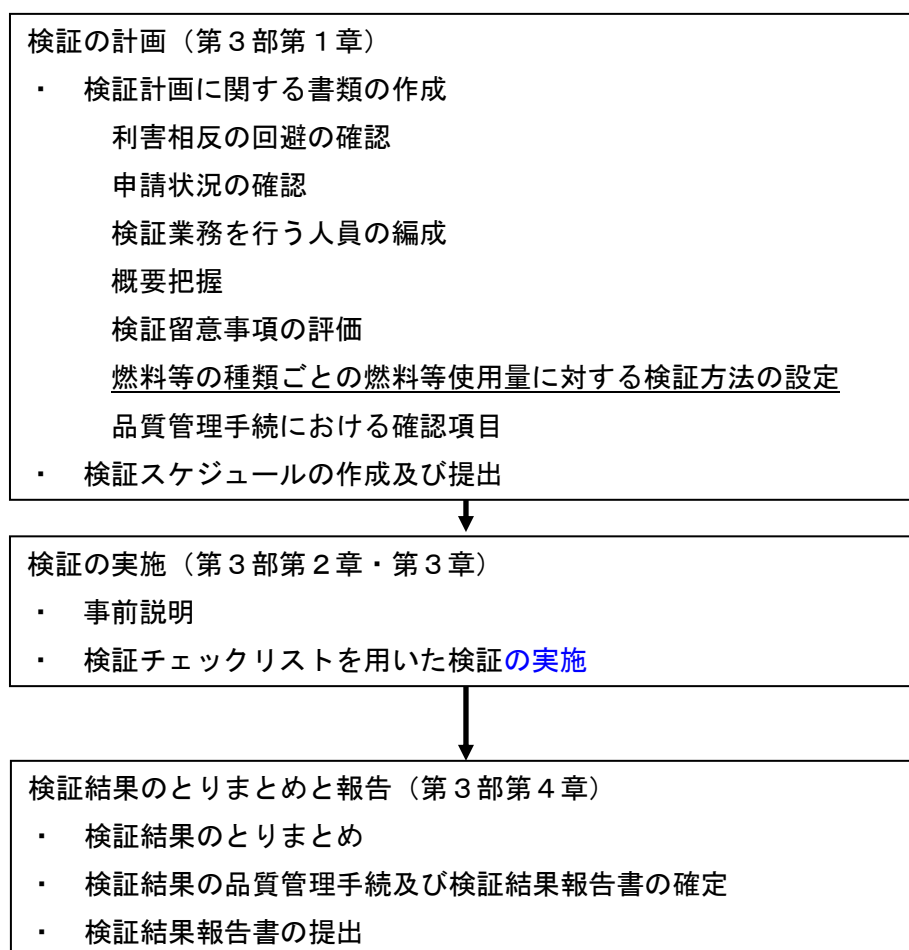 検証の計画（第３部第１章）
・ 検証計画に関する書類の作成
利害相反の回避の確認
申請状況の確認
検証業務を行う人員の編成
概要把握
検証留意事項の評価
燃料等の種類ごとの燃料等使用量に対する検証方法の設定
品質管理手続における確認項目
・ 検証スケジュールの作成及び提出
検証の実施（第３部第２章・第３章）
・ 事前説明
・ 検証チェックリストを用いた検証の実施
検証結果のとりまとめと報告（第３部第４章）
・ 検証結果のとりまとめ
・ 検証結果の品質管理手続及び検証結果報告書の確定
・ 検証結果報告書の提出